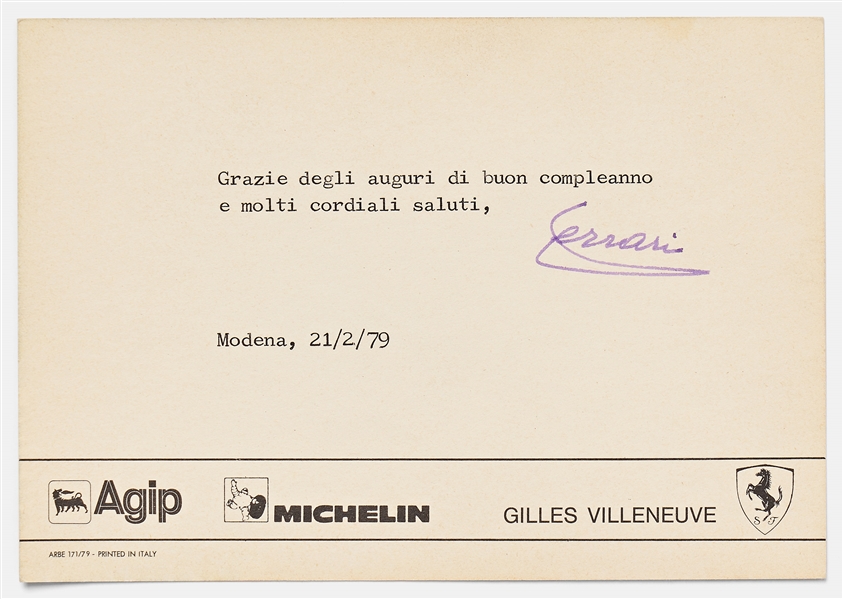 Grazie degli auguri di buon compleanno
e molti cordiali saluti,
Ferrari
Modena, 21/2/79
Agip
MICHELIN
GILLES VILLENEUVE
S F
ARBE 171/79 - PRINTED IN ITALY